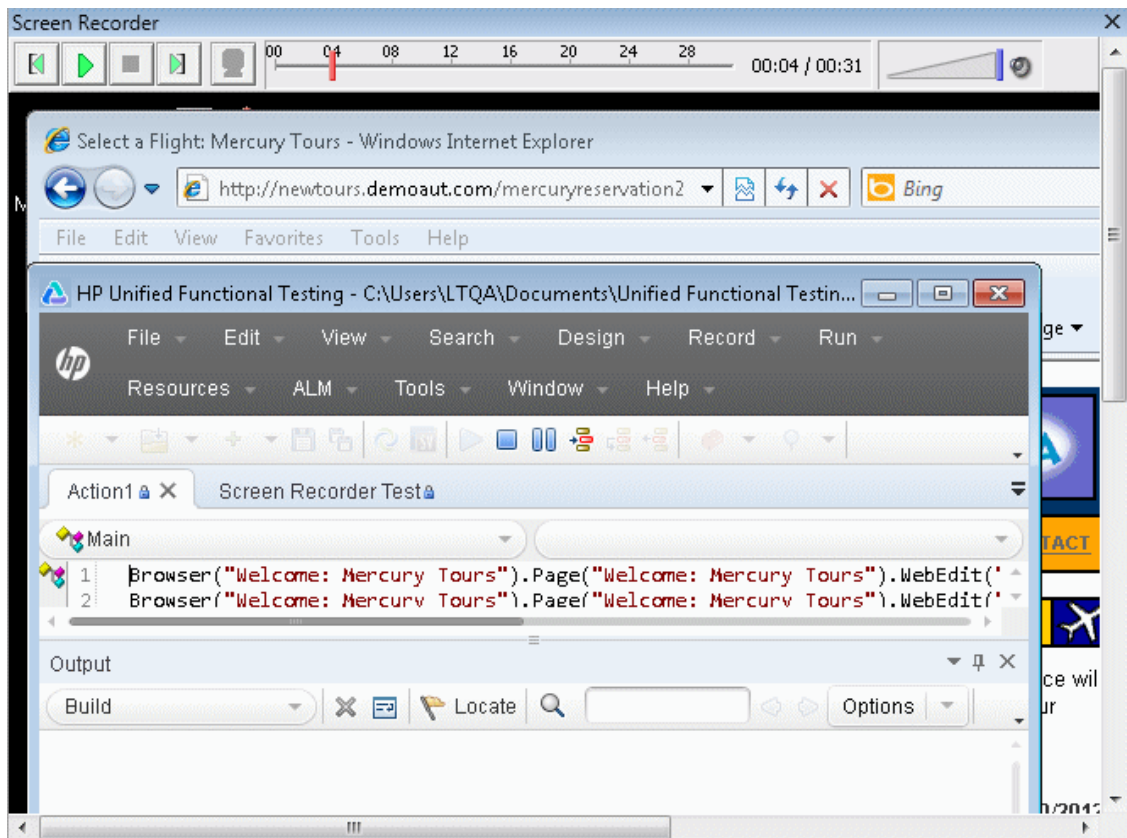 Screen Recorder
00 04 08 12 16 20 24 28
00:04 / 00:31
Select a Flight: Mercury Tours - Windows Internet Explorer
http://newtours.demoaut.com/mercuryreservation2
Bing
File Edit View Favorites Tools Help
HP Unified Functional Testing - C:\Users\LTQA\Documents\Unified Functional Testin...
File Edit View Search Design Record Run
ge
hp
Resources ALM Tools Window Help
Action1 Screen Recorder Test
Main
TACT
1 Browser("Welcome: Mercury Tours").Page("Welcome: Mercury Tours").WebEdit("
2 Browser("Welcome: Mercury Tours").Page("Welcome: Mercury Tours").WebEdit("
Output
ce wil
Build Locate Options
ur